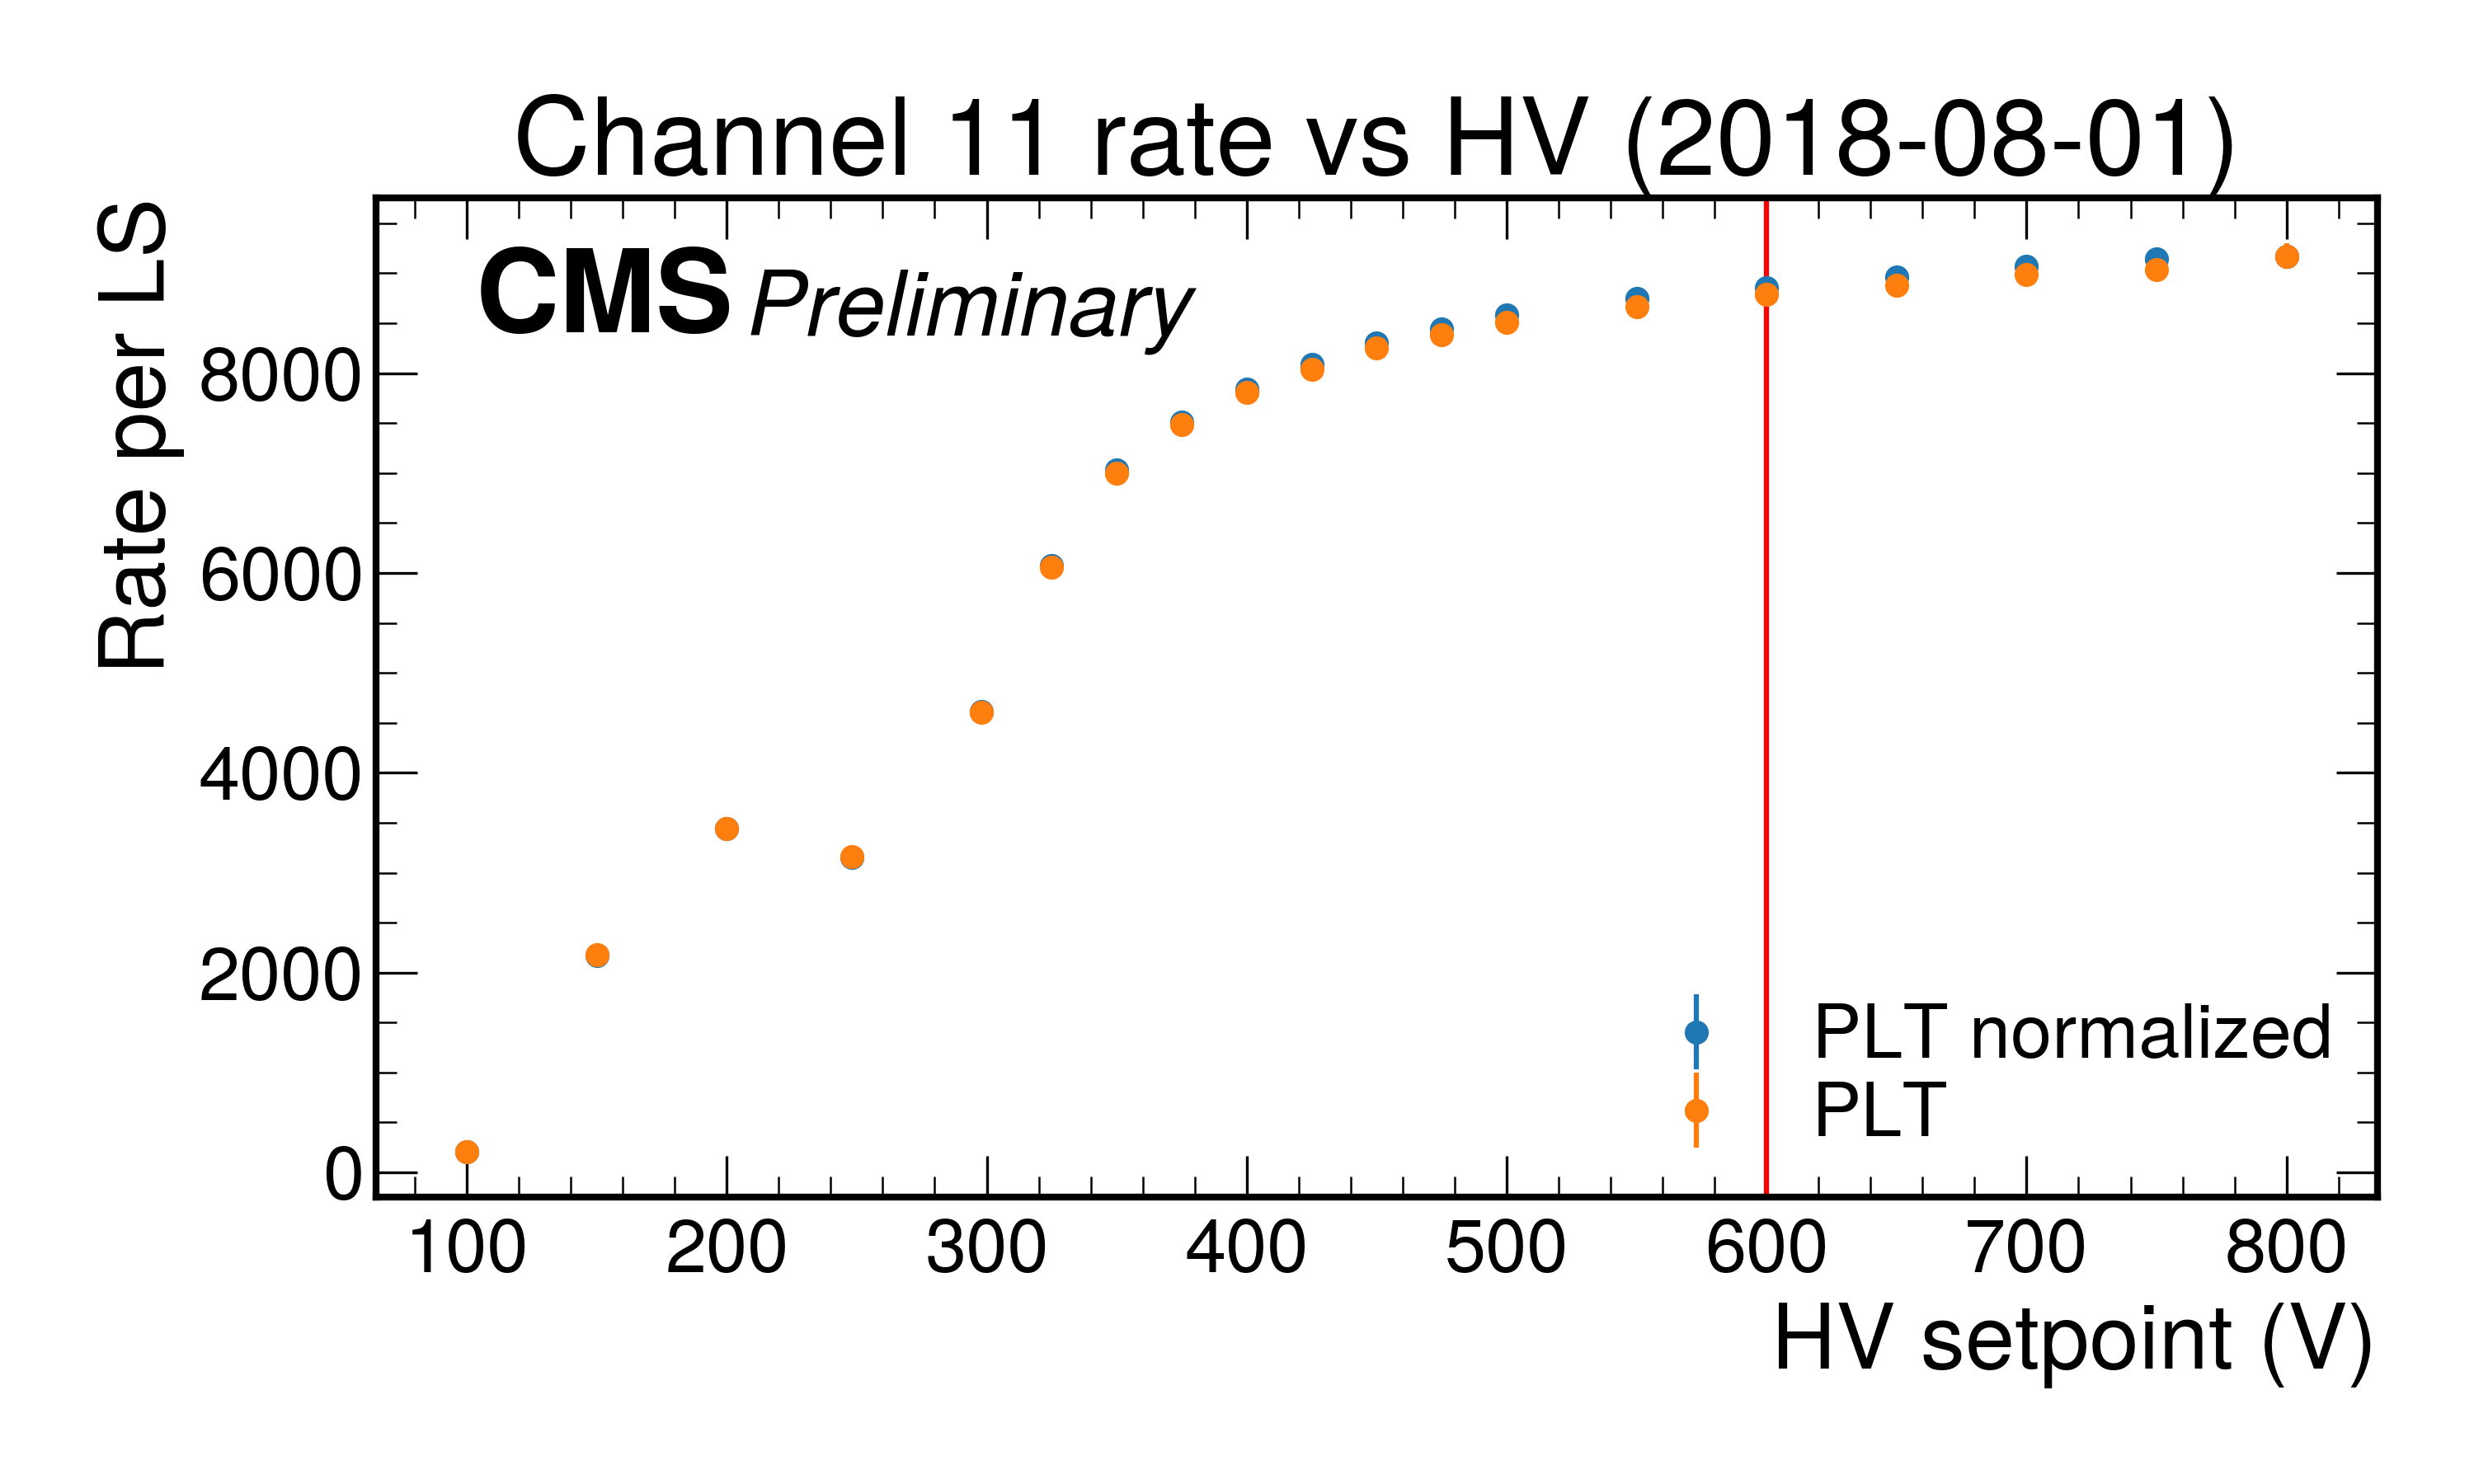 Channel 11 rate vs HV (2018-08-01)
CMS Preliminary
Rate per LS
8000
6000
4000
2000
0
PLT normalized
PLT
100 200 300 400 500 600 700 800
HV setpoint (V)